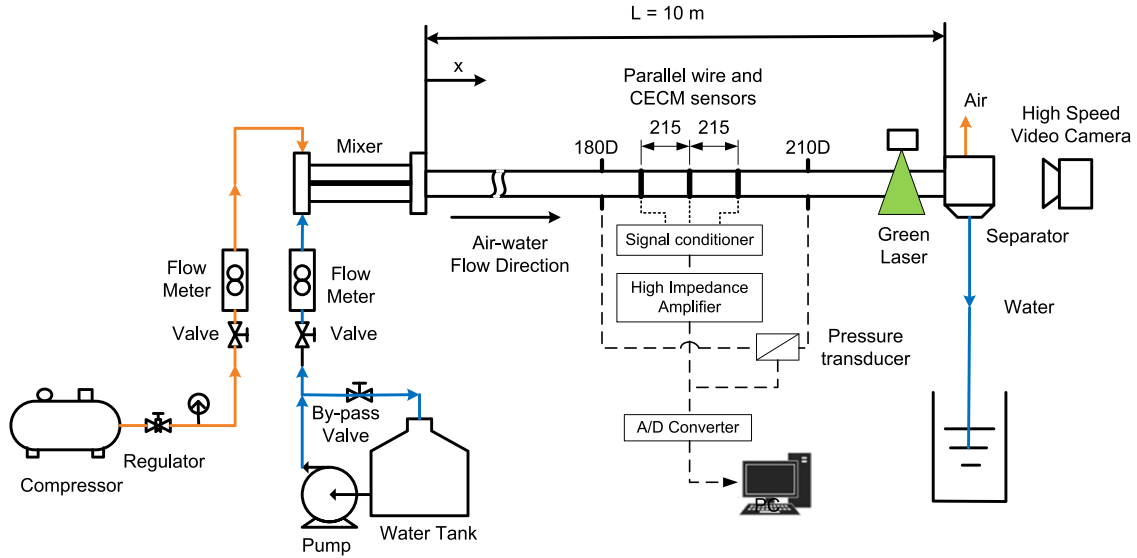 L = 10 m
x
Parallel wire and
CECM sensors
Air
High Speed
Video Camera
215
215
Mixer
180D
210D
Air-water
Flow Direction
Signal conditioner
Green
Laser
Separator
Flow
Meter
Flow
Meter
High Impedance
Amplifier
Water
Valve
Valve
Pressure
transducer
By-pass
Valve
A/D Converter
Regulator
Compressor
PC
Water Tank
Pump